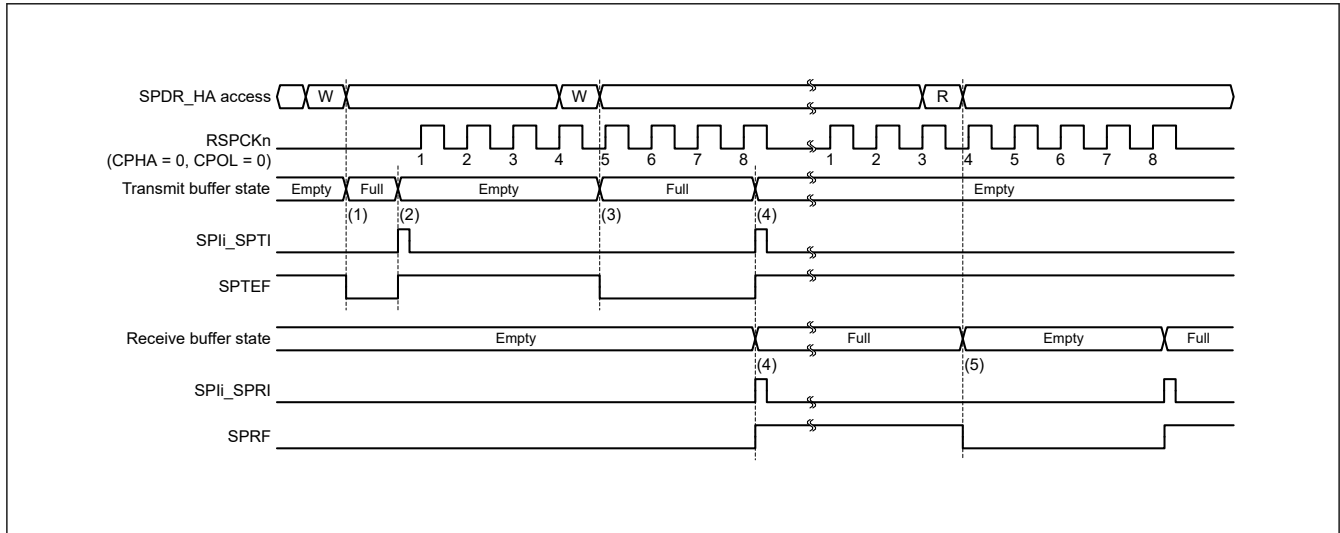 SPDR_HA access W W R
RSPCKn
(CPHA = 0, CPOL = 0)
1 2 3 4 5 6 7 8 1 2 3 4 5 6 7 8
Transmit buffer state Empty Full Empty Full Empty
(1) (2) (3) (4)
SPIi_SPTI
SPTEF
Receive buffer state Empty Full Empty Full
(4) (5)
SPIi_SPRI
SPRF